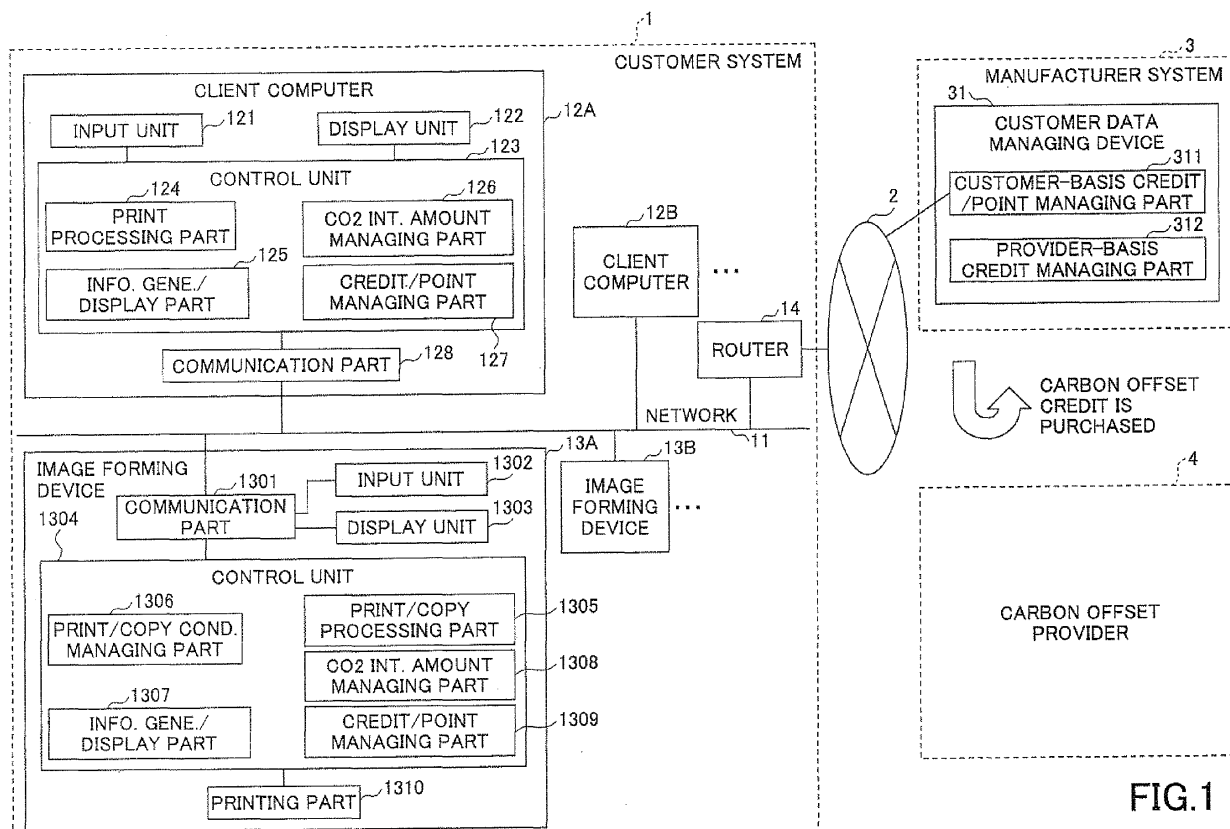 1
CUSTOMER SYSTEM
CLIENT COMPUTER
12A
INPUT UNIT
121
DISPLAY UNIT
122
123
CONTROL UNIT
124
PRINT
PROCESSING PART
126
CO2 INT. AMOUNT
MANAGING PART
125
INFO. GENE./
DISPLAY PART
CREDIT/POINT
MANAGING PART
127
COMMUNICATION PART
128
12B
CLIENT
COMPUTER
...
14
ROUTER
NETWORK
11
2
3
MANUFACTURER SYSTEM
31
CUSTOMER DATA
MANAGING DEVICE
311
CUSTOMER-BASIS CREDIT
/POINT MANAGING PART
312
PROVIDER-BASIS
CREDIT MANAGING PART
CARBON OFFSET
CREDIT IS
PURCHASED
13A
IMAGE FORMING
DEVICE
1301
COMMUNICATION
PART
1302
INPUT UNIT
DISPLAY UNIT
1303
13B
IMAGE
FORMING
DEVICE
...
1304
CONTROL UNIT
1306
PRINT/COPY COND.
MANAGING PART
PRINT/COPY
PROCESSING PART
1305
CO2 INT. AMOUNT
MANAGING PART
1308
1307
INFO. GENE./
DISPLAY PART
CREDIT/POINT
MANAGING PART
1309
PRINTING PART
1310
4
CARBON OFFSET
PROVIDER
FIG.1